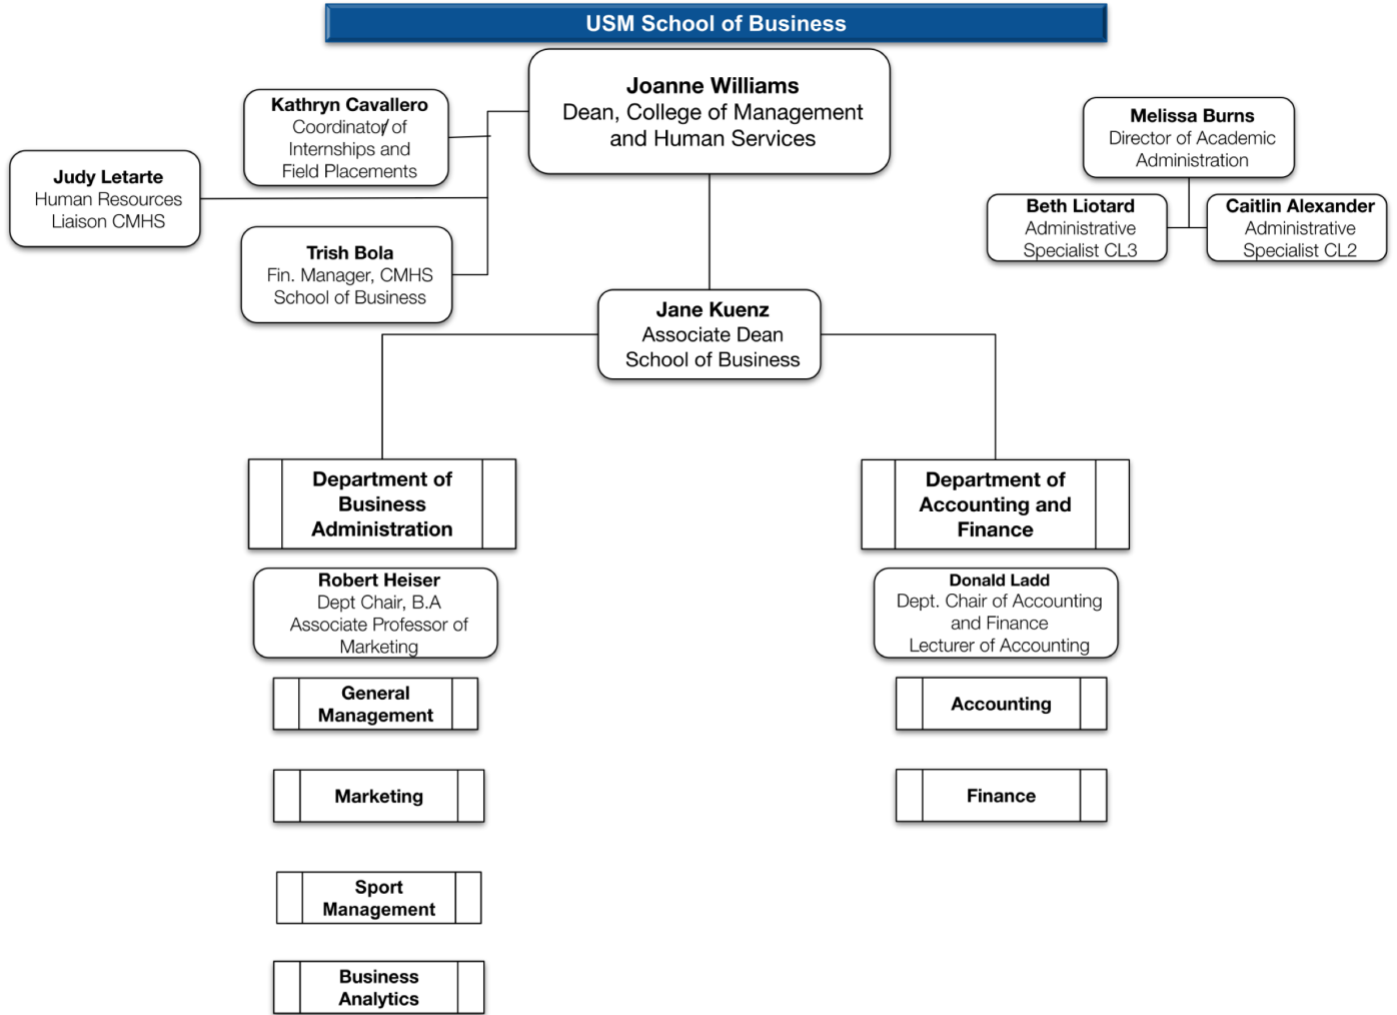 USM School of Business
Joanne Williams
Dean, College of Management
and Human Services
Kathryn Cavallero
Coordinator of
Internships and
Field Placements
Melissa Burns
Director of Academic
Administration
Judy Letarte
Human Resources
Liaison CMHS
Beth Liotard
Administrative
Specialist CL3
Caitlin Alexander
Administrative
Specialist CL2
Trish Bola
Fin. Manager, CMHS
School of Business
Jane Kuenz
Associate Dean
School of Business
Department of
Business
Administration
Robert Heiser
Dept Chair, B.A
Associate Professor of
Marketing
General
Management
Marketing
Sport
Management
Business
Analytics
Department of
Accounting and
Finance
Donald Ladd
Dept. Chair of Accounting
and Finance
Lecturer of Accounting
Accounting
Finance